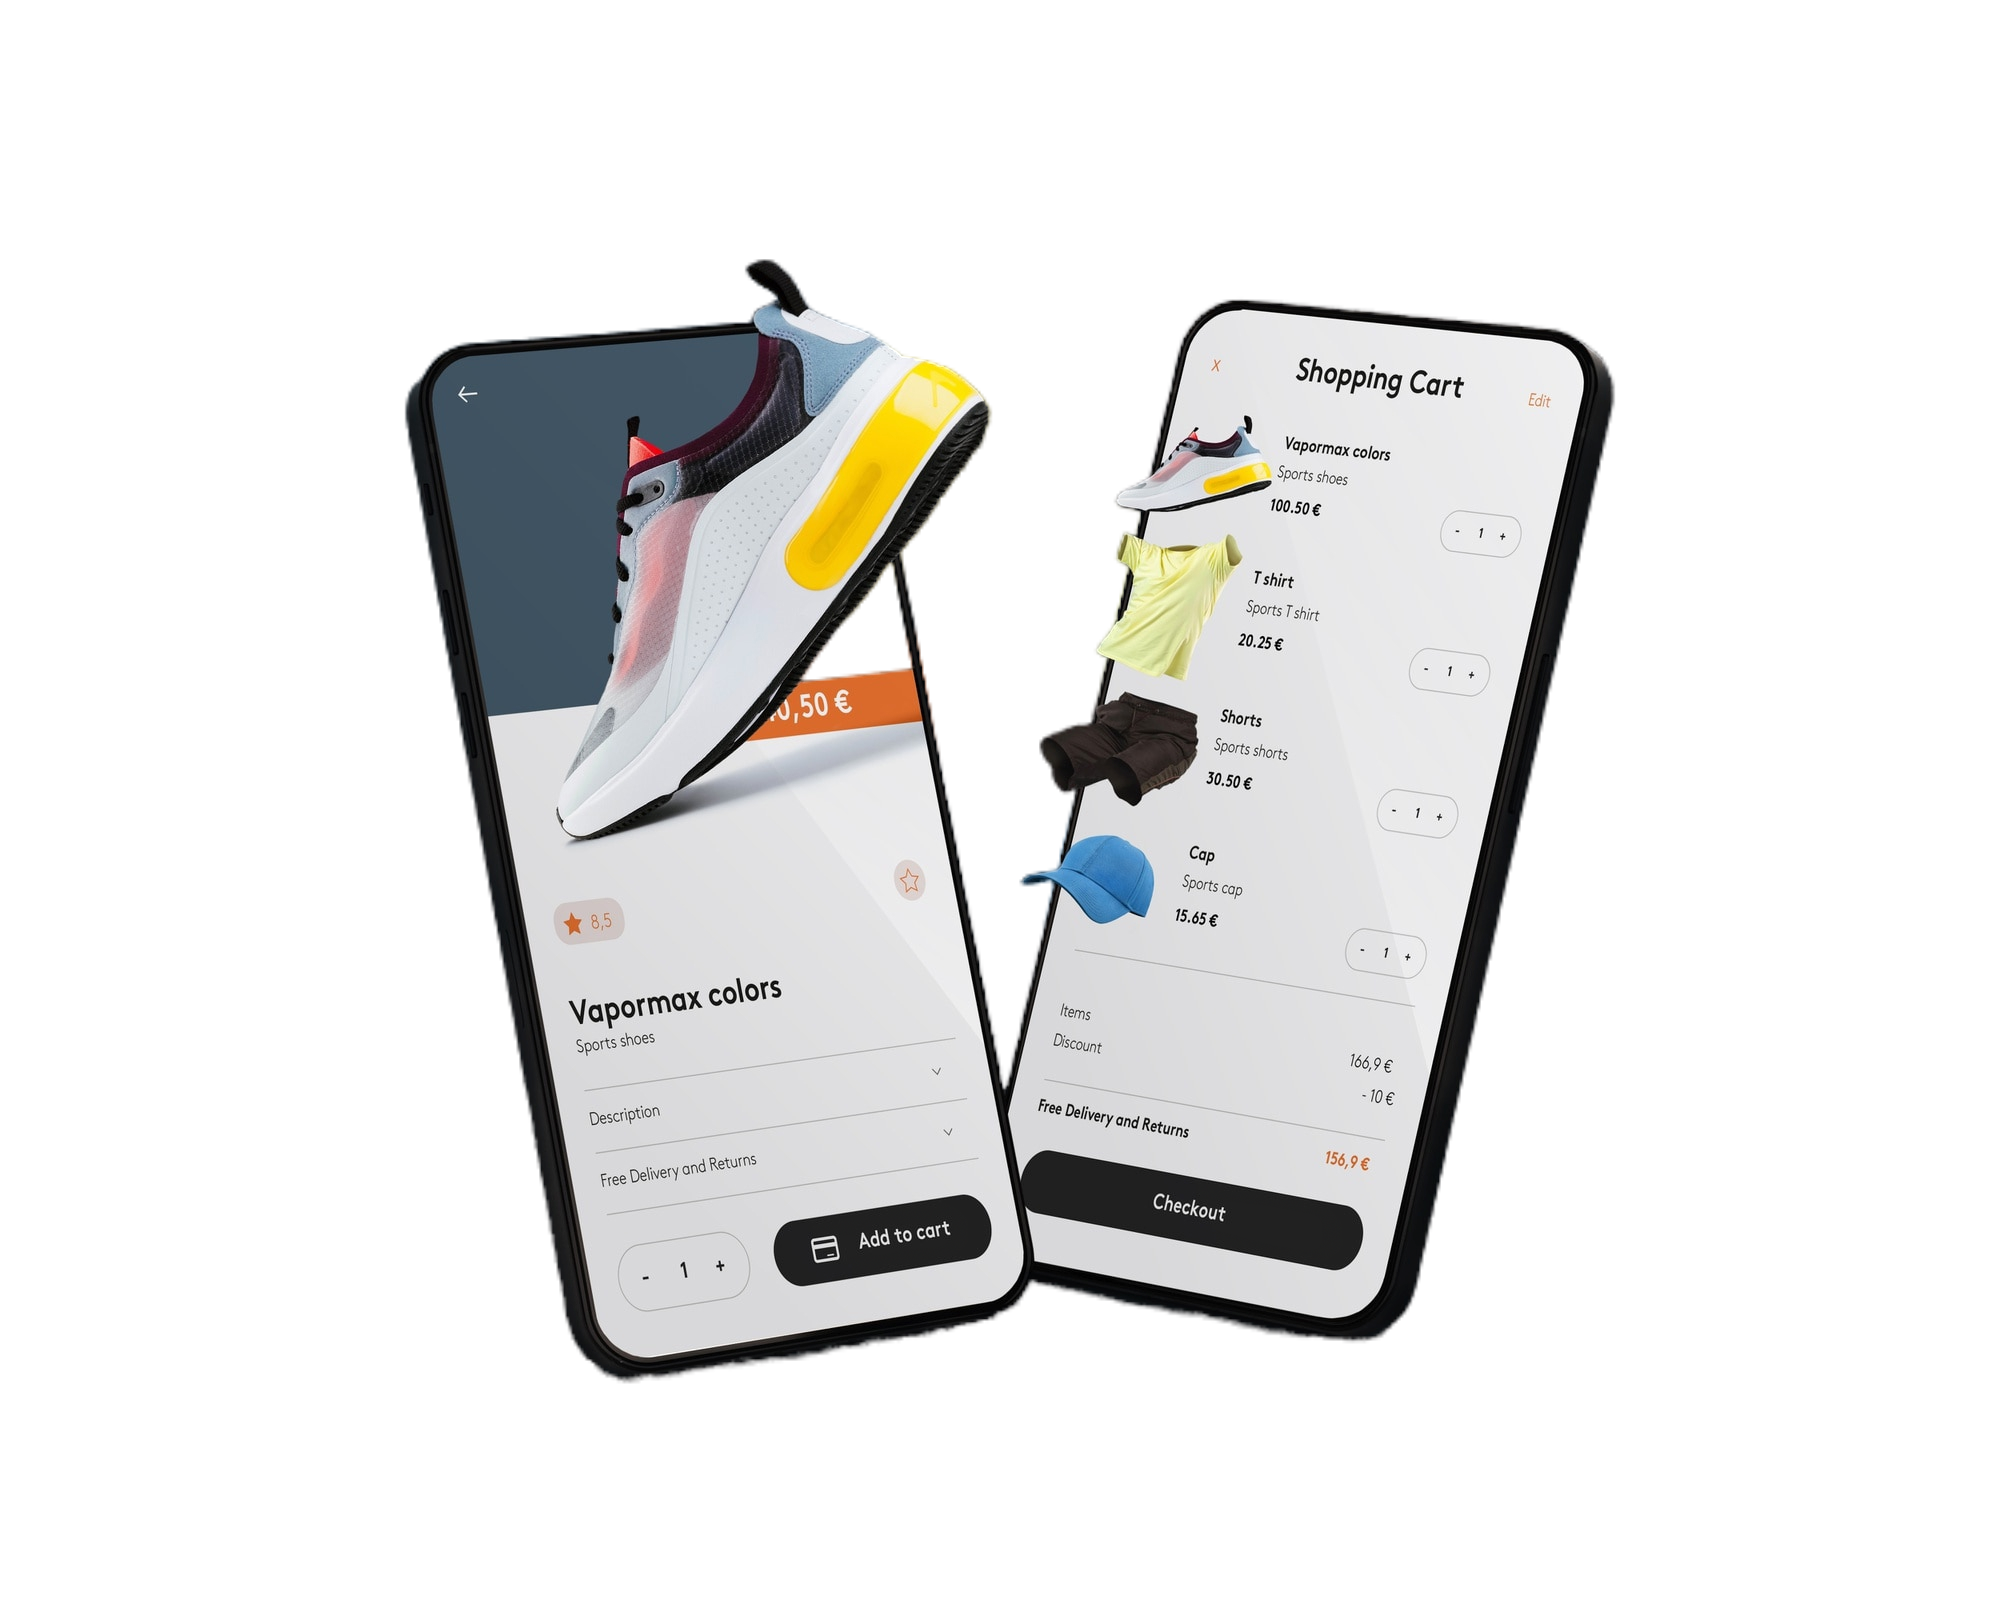 0,50 €
8,5
Vapormax colors
Sports shoes
Description
Free Delivery and Returns
- 1 +
Add to cart
X
Shopping Cart
Edit
Vapormax colors
Sports shoes
100.50 €
- 1 +
T shirt
Sports T shirt
20.25 €
- 1 +
Shorts
Sports shorts
30.50 €
- 1 +
Cap
Sports cap
15.65 €
- 1 +
Items
166,9 €
Discount
- 10 €
Free Delivery and Returns
156,9 €
Checkout